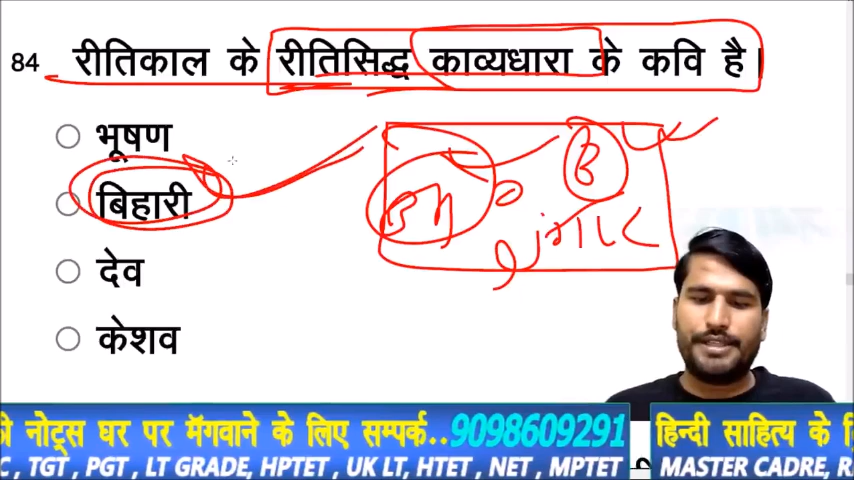 84 रीतिकाल के रीतिसिद्ध काव्यधारा के कवि है।
भूषण
बिहारी
देव
केशव
की नोट्स घर पर मॅगवाने के लिए सम्पर्क..9098609291 हिन्दी साहित्य के
C , TGT , PGT , LT GRADE, HPTET , UK LT, HTET , NET , MPTET MASTER CADRE, R